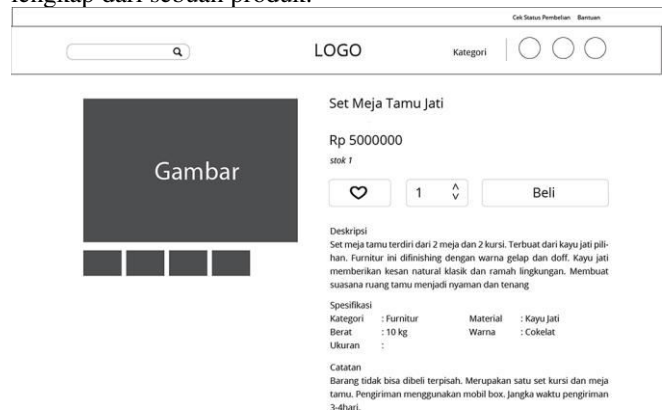 lengkap dari sebuah produk.
Cek Status Pembelian Bantuan
LOGO
Kategori
Set Meja Tamu Jati
Rp 5000000
stok 1
Gambar
1
Beli
Deskripsi
Set meja tamu terdiri dari 2 meja dan 2 kursi. Terbuat dari kayu jati pili-
han. Furnitur ini difinishing dengan warna gelap dan doff. Kayu jati
memberikan kesan natural klasik dan ramah lingkungan. Membuat
suasana ruang tamu menjadi nyaman dan tenang
Spesifikasi
Kategori : Furnitur Material : Kayu Jati
Berat : 10 kg Warna : Cokelat
Ukuran :
Catatan
Barang tidak bisa dibeli terpisah. Merupakan satu set kursi dan meja
tamu. Pengiriman menggunakan mobil box. Jangka waktu pengiriman
3-4hari.